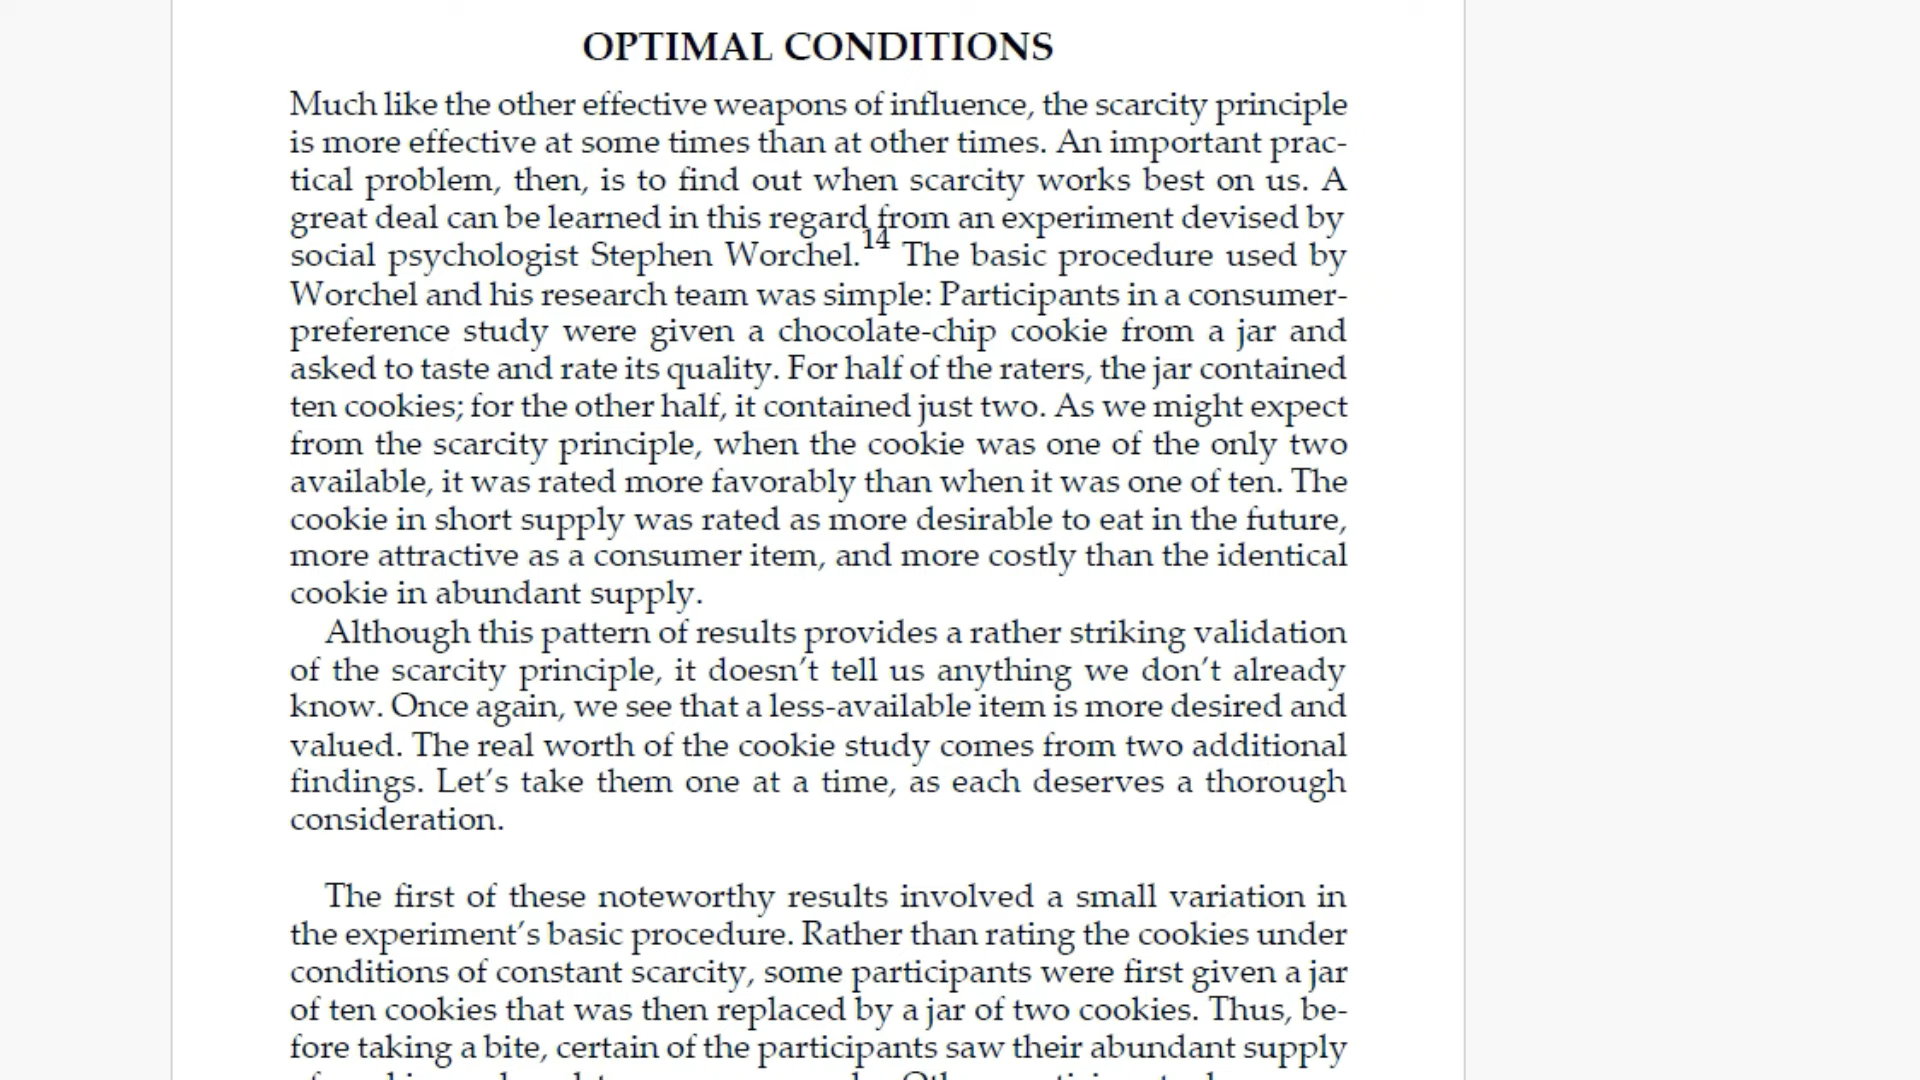 OPTIMAL CONDITIONS
Much like the other effective weapons of influence, the scarcity principle
is more effective at some times than at other times. An important prac-
tical problem, then, is to find out when scarcity works best on us. A
great deal can be learned in this regard from an experiment devised by
social psychologist Stephen Worchel.14 The basic procedure used by
Worchel and his research team was simple: Participants in a consumer-
preference study were given a chocolate-chip cookie from a jar and
asked to taste and rate its quality. For half of the raters, the jar contained
ten cookies; for the other half, it contained just two. As we might expect
from the scarcity principle, when the cookie was one of the only two
available, it was rated more favorably than when it was one of ten. The
cookie in short supply was rated as more desirable to eat in the future,
more attractive as a consumer item, and more costly than the identical
cookie in abundant supply.
Although this pattern of results provides a rather striking validation
of the scarcity principle, it doesn’t tell us anything we don’t already
know. Once again, we see that a less-available item is more desired and
valued. The real worth of the cookie study comes from two additional
findings. Let’s take them one at a time, as each deserves a thorough
consideration.
The first of these noteworthy results involved a small variation in
the experiment’s basic procedure. Rather than rating the cookies under
conditions of constant scarcity, some participants were first given a jar
of ten cookies that was then replaced by a jar of two cookies. Thus, be-
fore taking a bite, certain of the participants saw their abundant supply